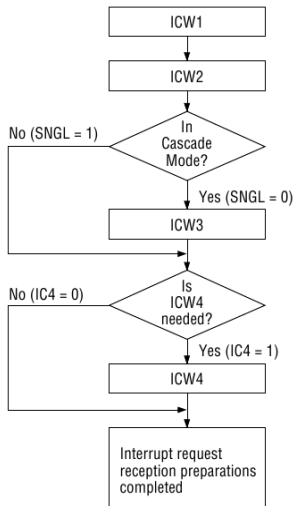 ICW1
ICW2
In
Cascade
Mode?
No (SNGL = 1)
Yes (SNGL = 0)
ICW3
Is
ICW4
needed?
No (IC4 = 0)
Yes (IC4 = 1)
ICW4
Interrupt request
reception preparations
completed